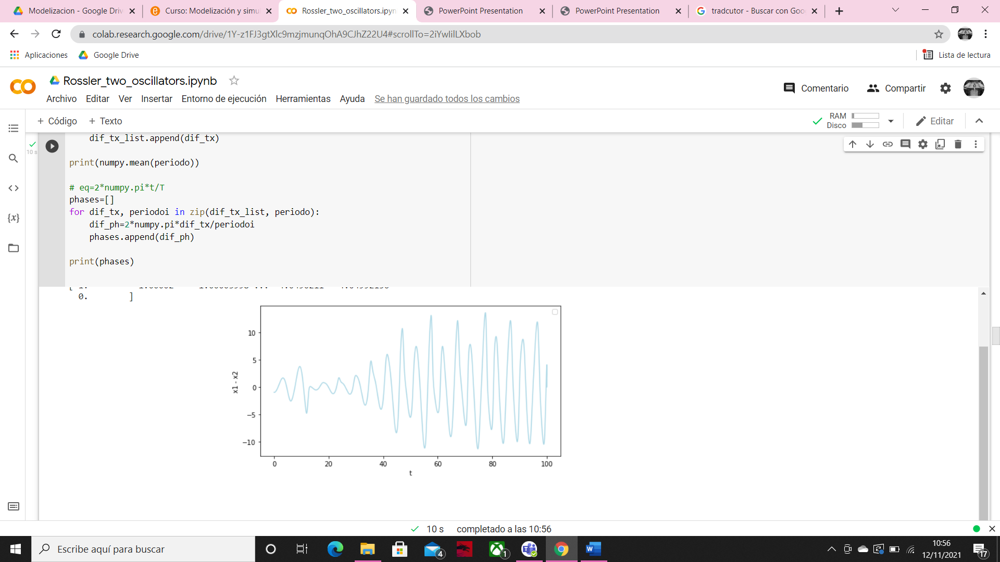 Modelizacion - Google Driv
Curso: Modelización y simul
Rossler_two_oscillators.ipyn
PowerPoint Presentation
PowerPoint Presentation
tradcutor - Buscar con Goo
colab.research.google.com/drive/1Y-z1FJ3gtXlc9mzjmunqOhA9CJhZ22U4#scrollTo=2iYwIilLXbob
Aplicaciones
Google Drive
Lista de lectura
Rossler_two_oscillators.ipynb
Comentario
Compartir
Archivo Editar Ver Insertar Entorno de ejecución Herramientas Ayuda Se han guardado todos los cambios
+ Código + Texto
RAM
Disco
Editar
10 s
dif_tx_list.append(dif_tx)
print(numpy.mean(periodo))
# eq=2*numpy.pi*t/T
phases=[]
for dif_tx, periodoi in zip(dif_tx_list, periodo):
dif_ph=2*numpy.pi*dif_tx/periodoi
phases.append(dif_ph)
print(phases)
0. ]
10
5
0
−5
−10
x1 - x2
0 20 40 60 80 100
t
10 s completado a las 10:56
Escribe aquí para buscar
4
1
10:56
12/11/2021
17